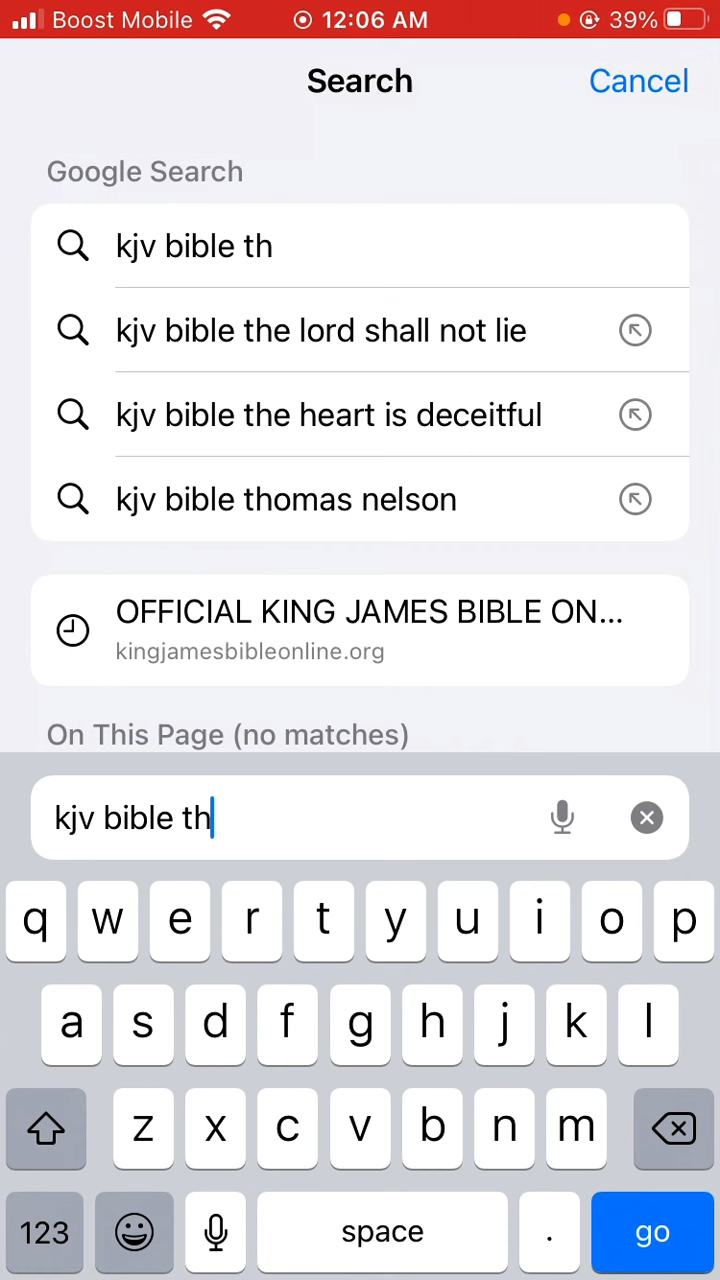 Boost Mobile 12:06 AM 39%
Search Cancel
Google Search
kjv bible th
kjv bible the lord shall not lie
kjv bible the heart is deceitful
kjv bible thomas nelson
OFFICIAL KING JAMES BIBLE ON...
kingjamesbibleonline.org
On This Page (no matches)
kjv bible th
q w e r t y u i o p
a s d f g h j k l
z x c v b n m
123 space . go